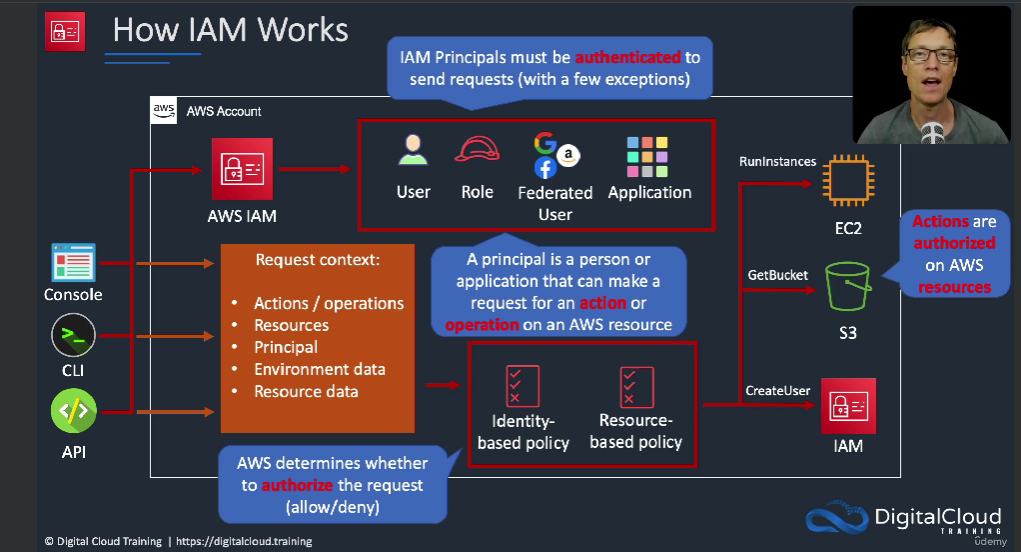 How IAM Works
IAM Principals must be authenticated to
send requests (with a few exceptions)
aws
AWS Account
AWS IAM
User
Role
Federated
User
Application
RunInstances
EC2
Actions are
authorized
on AWS
resources
GetBucket
S3
CreateUser
IAM
Console
CLI
API
Request context:
• Actions / operations
• Resources
• Principal
• Environment data
• Resource data
A principal is a person or
application that can make a
request for an action or
operation on an AWS resource
Identity-
based policy
Resource-
based policy
AWS determines whether
to authorize the request
(allow/deny)
© Digital Cloud Training | https://digitalcloud.training
DigitalCloud
TRAINING
ûdemy